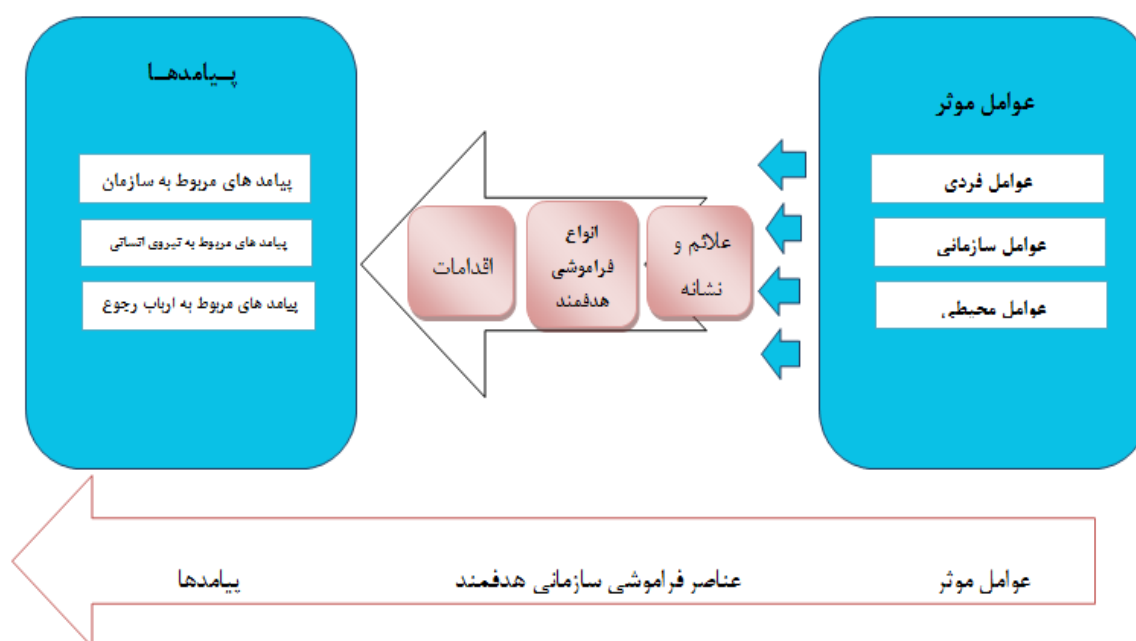 عوامل موثر
عوامل فردی
عوامل سازمانی
عوامل محیطی
علائم و
نشانه
انواع
فراموشی
هدفمند
اقدامات
پـیـامدهـا
پیامد های مربوط به سازمان
پیامد های مربوط به نیروی انسانی
پیامد های مربوط به ارباب رجوع
عوامل موثر
عناصر فراموشی سازمانی هدفمند
پیامدها